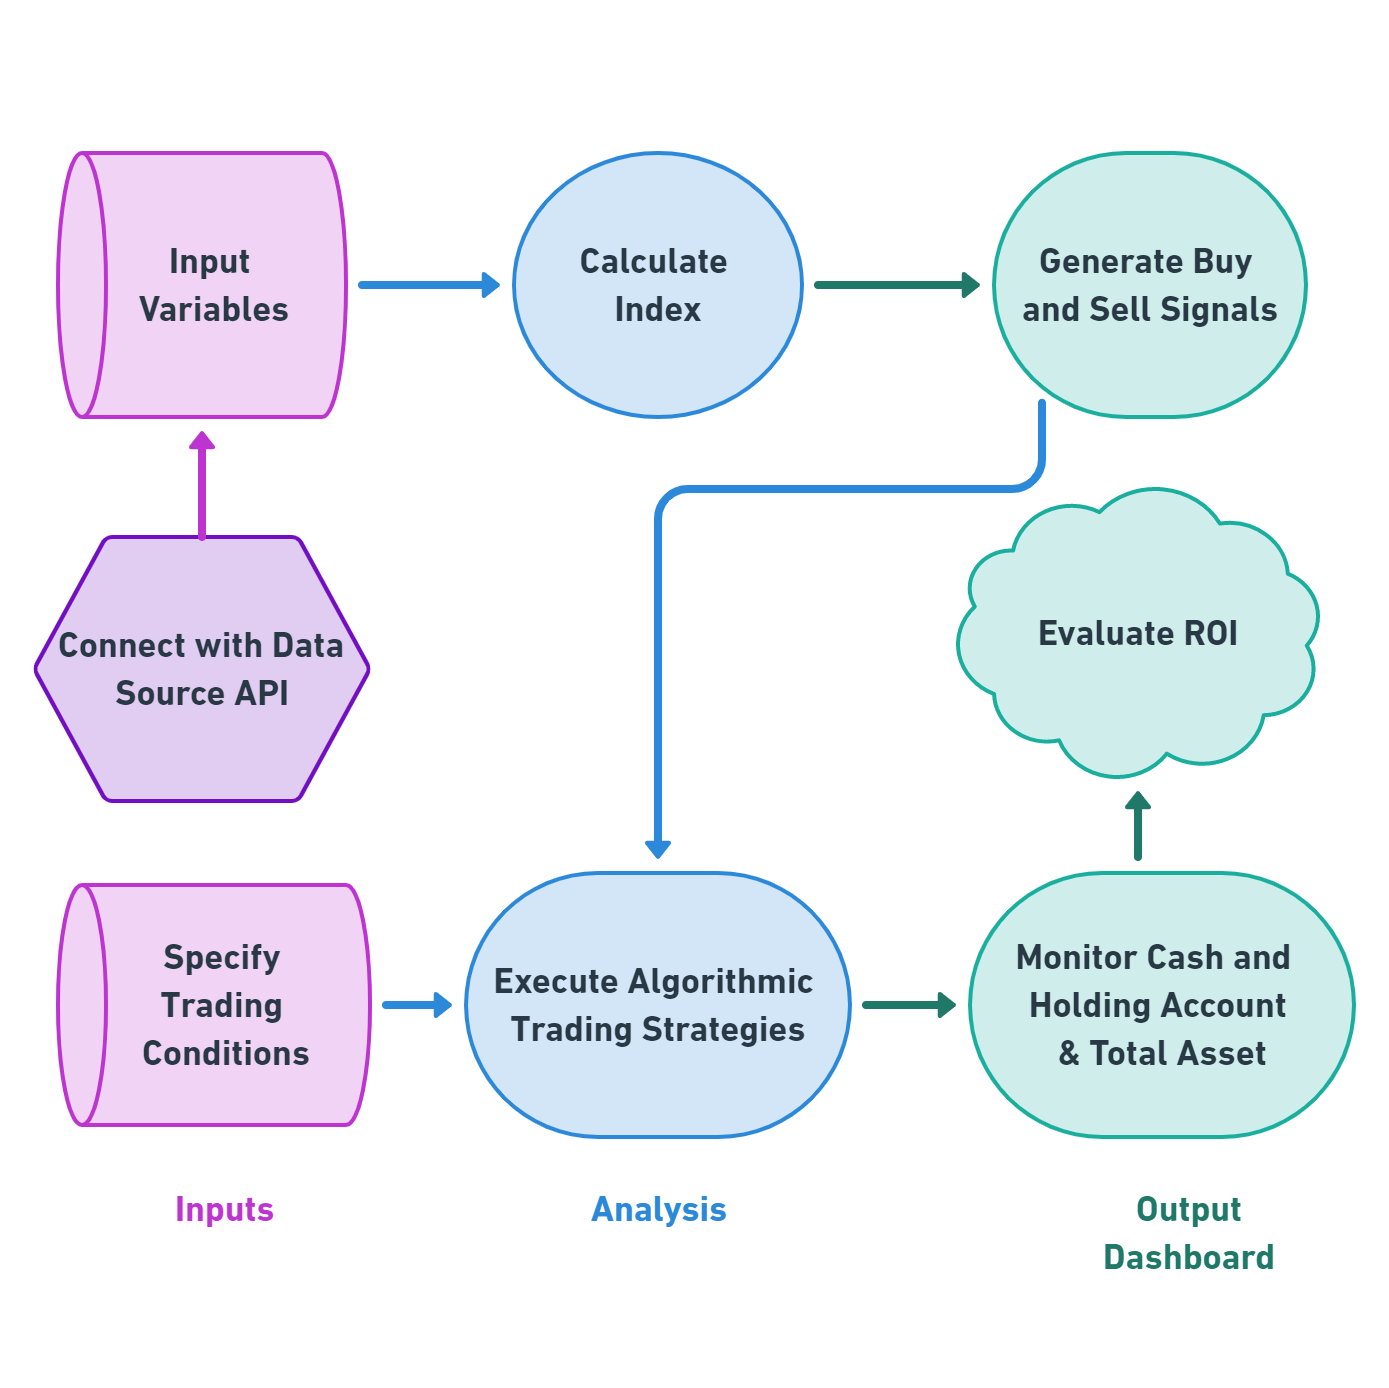 Input
Variables
Calculate
Index
Generate Buy
and Sell Signals
Connect with Data
Source API
Evaluate ROI
Specify
Trading
Conditions
Execute Algorithmic
Trading Strategies
Monitor Cash and
Holding Account
& Total Asset
Inputs
Analysis
Output
Dashboard